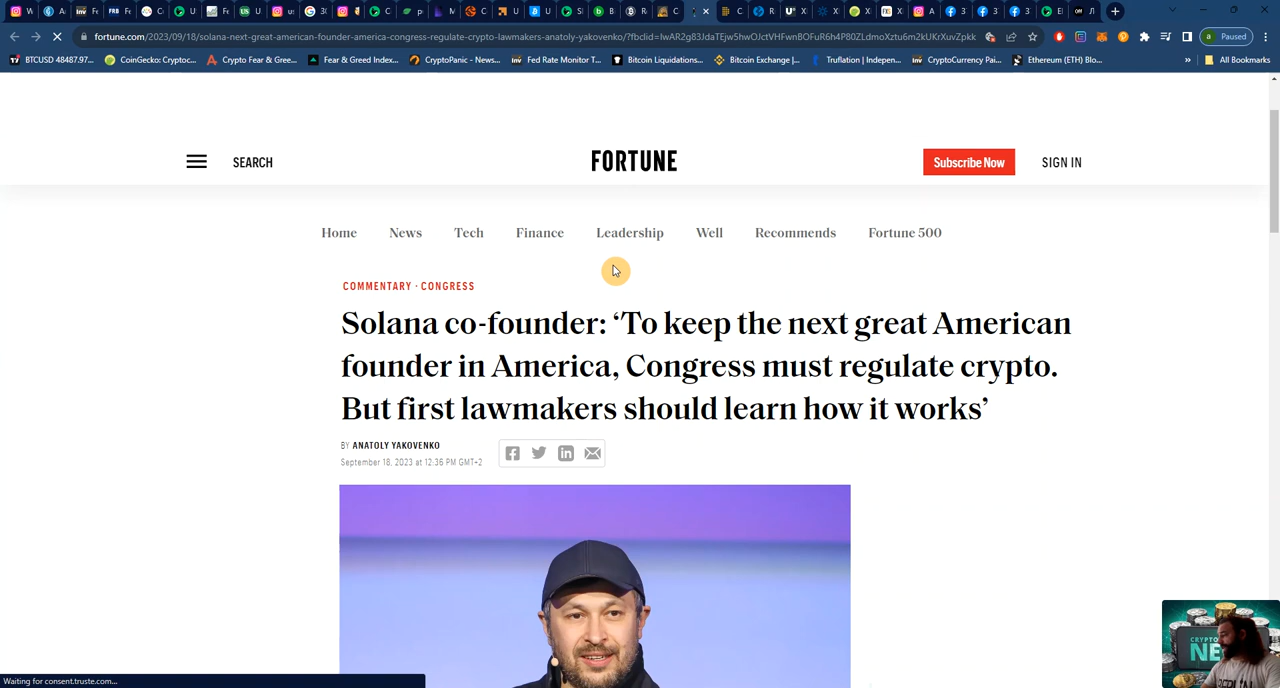 fortune.com/2023/09/18/solana-next-great-american-founder-america-congress-regulate-crypto-lawmakers-anatoly-yakovenko/?fbclid=
Paused
BTCUSD 48487.97... CoinGecko: Cryptoc... Crypto Fear & Gree... Fear & Greed Index... CryptoPanic - News... Fed Rate Monitor T... Bitcoin Liquidations... Bitcoin Exchange |... Truflation | Indepen... CryptoCurrency Pai... Ethereum (ETH) Blo... » All Bookmarks
SEARCH FORTUNE Subscribe Now SIGN IN
Home News Tech Finance Leadership Well Recommends Fortune 500
COMMENTARY · CONGRESS
Solana co-founder: ‘To keep the next great American
founder in America, Congress must regulate crypto.
But first lawmakers should learn how it works’
BY ANATOLY YAKOVENKO
September 18, 2023 at 12:36 PM GMT+2
Waiting for consent.truste.com...